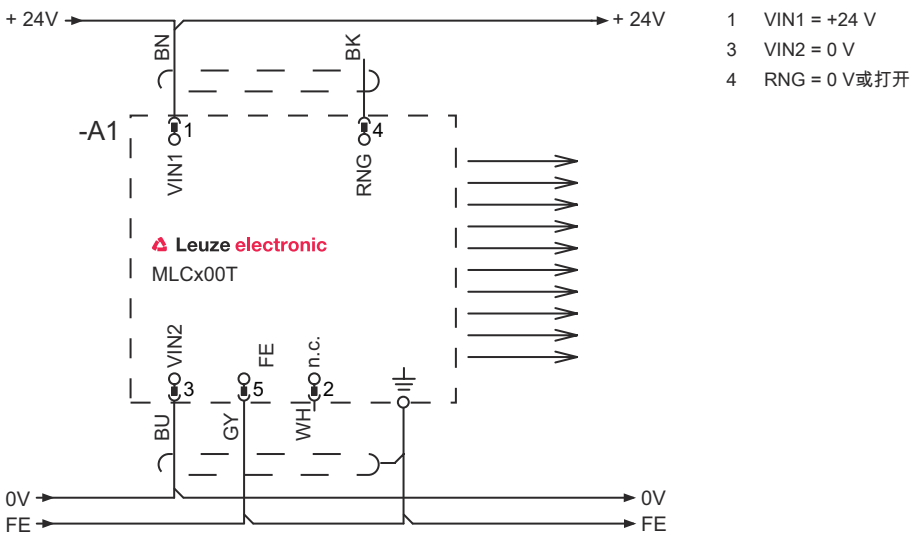 + 24V
+ 24V
1 VIN1 = +24 V
3 VIN2 = 0 V
4 RNG = 0 V或打开
BN
BK
-A1
1
4
VIN1
RNG
Leuze electronic
MLCx00T
VIN2
FE
n.c.
3
5
2
BU
GY
WH
0V
0V
FE
FE